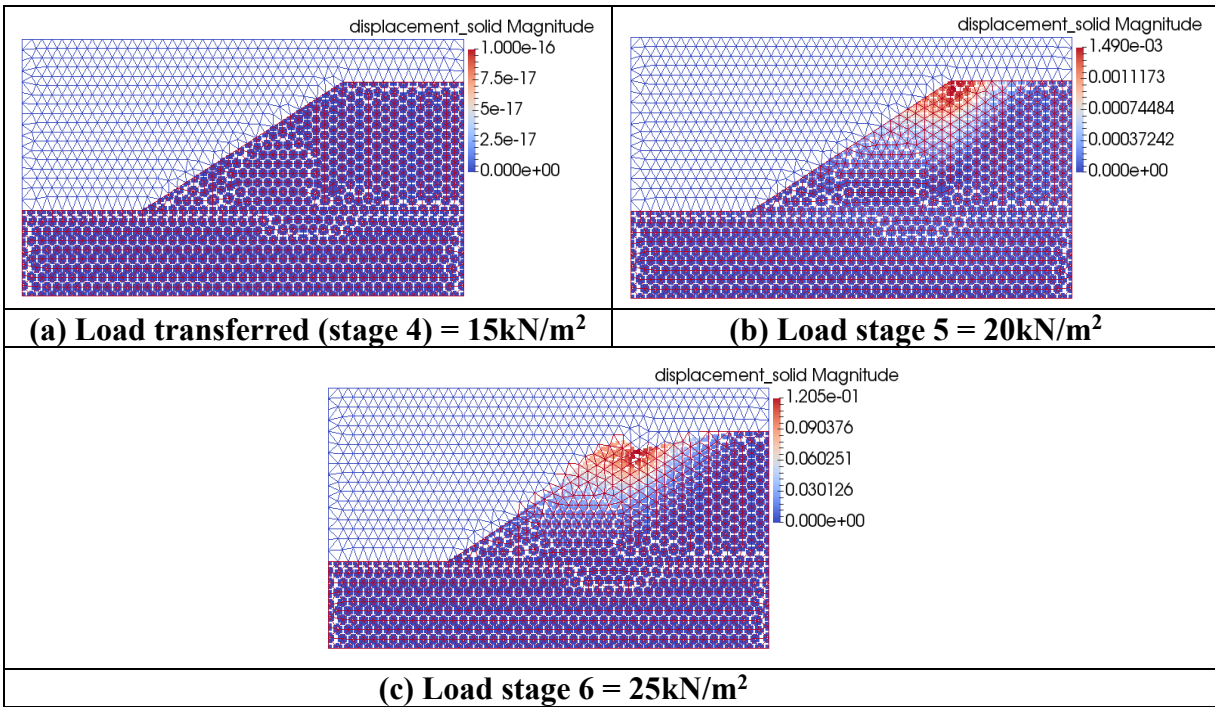 displacement_solid Magnitude
1.000e-16
7.5e-17
5e-17
2.5e-17
0.000e+00
(a) Load transferred (stage 4) = 15kN/m²
displacement_solid Magnitude
1.490e-03
0.0011173
0.00074484
0.00037242
0.000e+00
(b) Load stage 5 = 20kN/m²
displacement_solid Magnitude
1.205e-01
0.090376
0.060251
0.030126
0.000e+00
(c) Load stage 6 = 25kN/m²